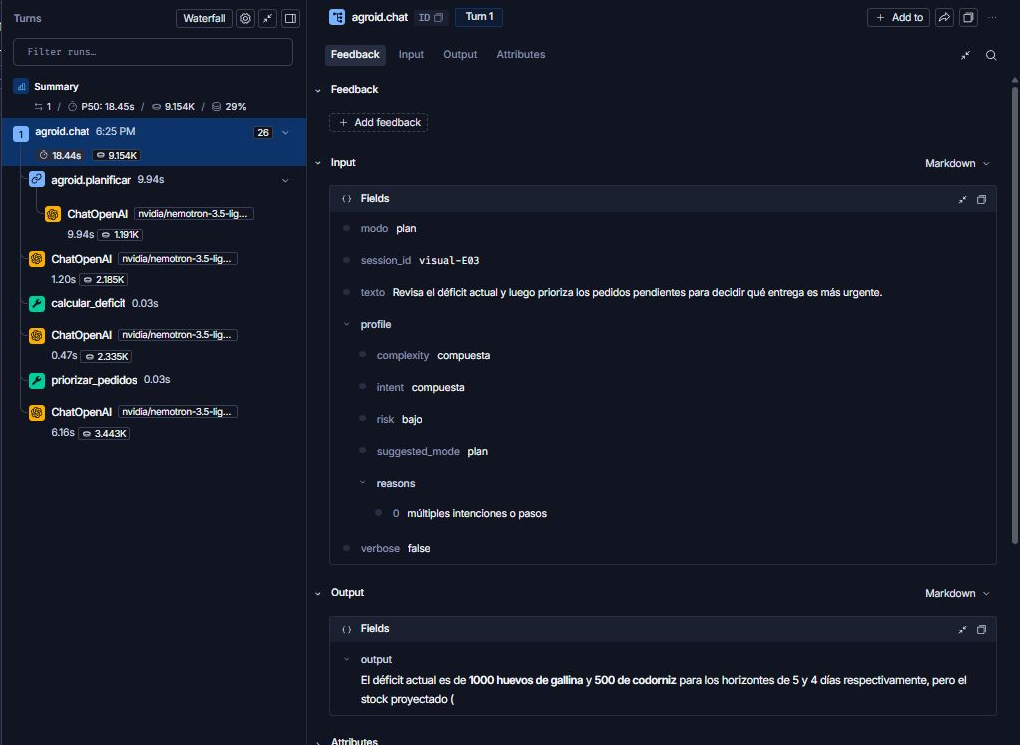 Turns
Waterfall
Filter runs…
Summary
1 / P50: 18.45s / 9.154K / 29%
1 agroid.chat 6:25 PM 26
18.44s 9.154K
agroid.planificar 9.94s
ChatOpenAI nvidia/nemotron-3.5-lig...
9.94s 1.191K
ChatOpenAI nvidia/nemotron-3.5-lig...
1.20s 2.185K
calcular_deficit 0.03s
ChatOpenAI nvidia/nemotron-3.5-lig...
0.47s 2.335K
priorizar_pedidos 0.03s
ChatOpenAI nvidia/nemotron-3.5-lig...
6.16s 3.443K
agroid.chat ID Turn 1
+ Add to ...
Feedback Input Output Attributes
Feedback
+ Add feedback
Input Markdown
{} Fields
modo plan
session_id visual-E03
texto Revisa el déficit actual y luego prioriza los pedidos pendientes para decidir qué entrega es más urgente.
profile
complexity compuesta
intent compuesta
risk bajo
suggested_mode plan
reasons
0 múltiples intenciones o pasos
verbose false
Output Markdown
{} Fields
output
El déficit actual es de 1000 huevos de gallina y 500 de codorniz para los horizontes de 5 y 4 días respectivamente, pero el
stock proyectado (
Attributes